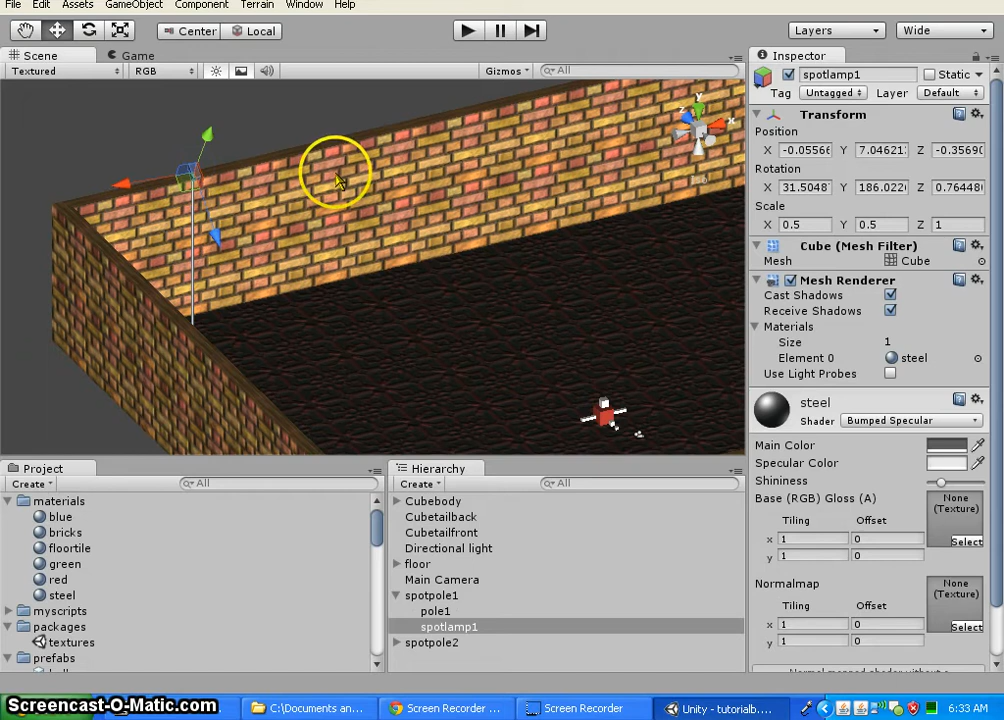 File Edit Assets GameObject Component Terrain Window Help
Center Local Layers Wide
Scene Game Inspector
Textured RGB Gizmos All
spotlamp1 Static
Tag Untagged Layer Default
Transform
Position
X -0.0556 Y 7.04621 Z -0.3569
Rotation
X 31.5048 Y 186.022 Z 0.7644
Scale
X 0.5 Y 0.5 Z 1
Cube (Mesh Filter)
Mesh Cube
Mesh Renderer
Cast Shadows
Receive Shadows
Materials
Size 1
Element 0 steel
Use Light Probes
steel
Shader Bumped Specular
Main Color
Specular Color
Shininess
Base (RGB) Gloss (A)
None
(Texture)
Tiling Offset
x 1 0
Select
y 1 0
Normalmap
None
(Texture)
Tiling Offset
x 1 0
Select
y 1 0
y
z x
Project
Create All
materials
blue
bricks
floortile
green
red
steel
myscripts
packages
textures
prefabs
Hierarchy
Create All
Cubebody
Cubetailback
Cubetailfront
Directional light
floor
Main Camera
spotpole1
pole1
spotlamp1
spotpole2
Screencast-O-Matic.com
C:\Documents an...
Screen Recorder ...
Screen Recorder
Unity - tutorialb...
6:33 AM